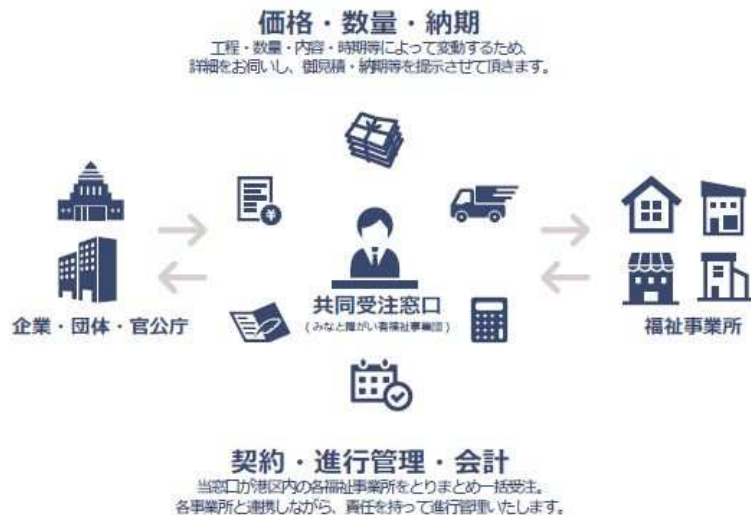 価格・数量・納期
工程・数量・内容・時期等によって変動するため、
詳細をお伺いし、御見積・納期等を提示させて頂きます。
¥
企業・団体・官公庁
共同受注窓口
(みなと障がい者福祉事業団)
福祉事業所
契約・進行管理・会計
当窓口が港区内の各福祉事業所をとりまとめ一括受注。
各事業所と連携しながら、責任を持って進行管理いたします。